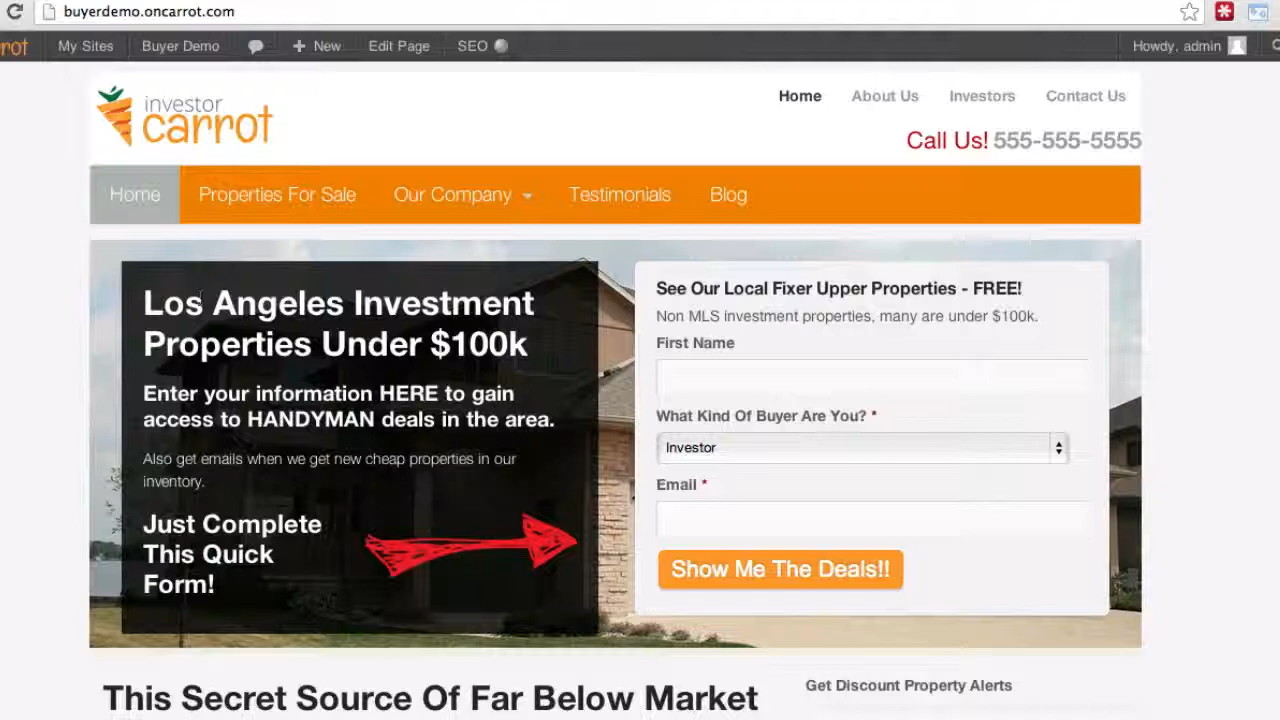 buyerdemo.oncarrot.com
My Sites Buyer Demo New Edit Page SEO Howdy, admin
investor
carrot
Home About Us Investors Contact Us
Call Us! 555-555-5555
Home Properties For Sale Our Company Testimonials Blog
Los Angeles Investment
Properties Under $100k
Enter your information HERE to gain
access to HANDYMAN deals in the area.
Also get emails when we get new cheap properties in our
inventory.
Just Complete
This Quick
Form!
See Our Local Fixer Upper Properties - FREE!
Non MLS investment properties, many are under $100k.
First Name
What Kind Of Buyer Are You? *
Investor
Email *
Show Me The Deals!!
This Secret Source Of Far Below Market
Get Discount Property Alerts